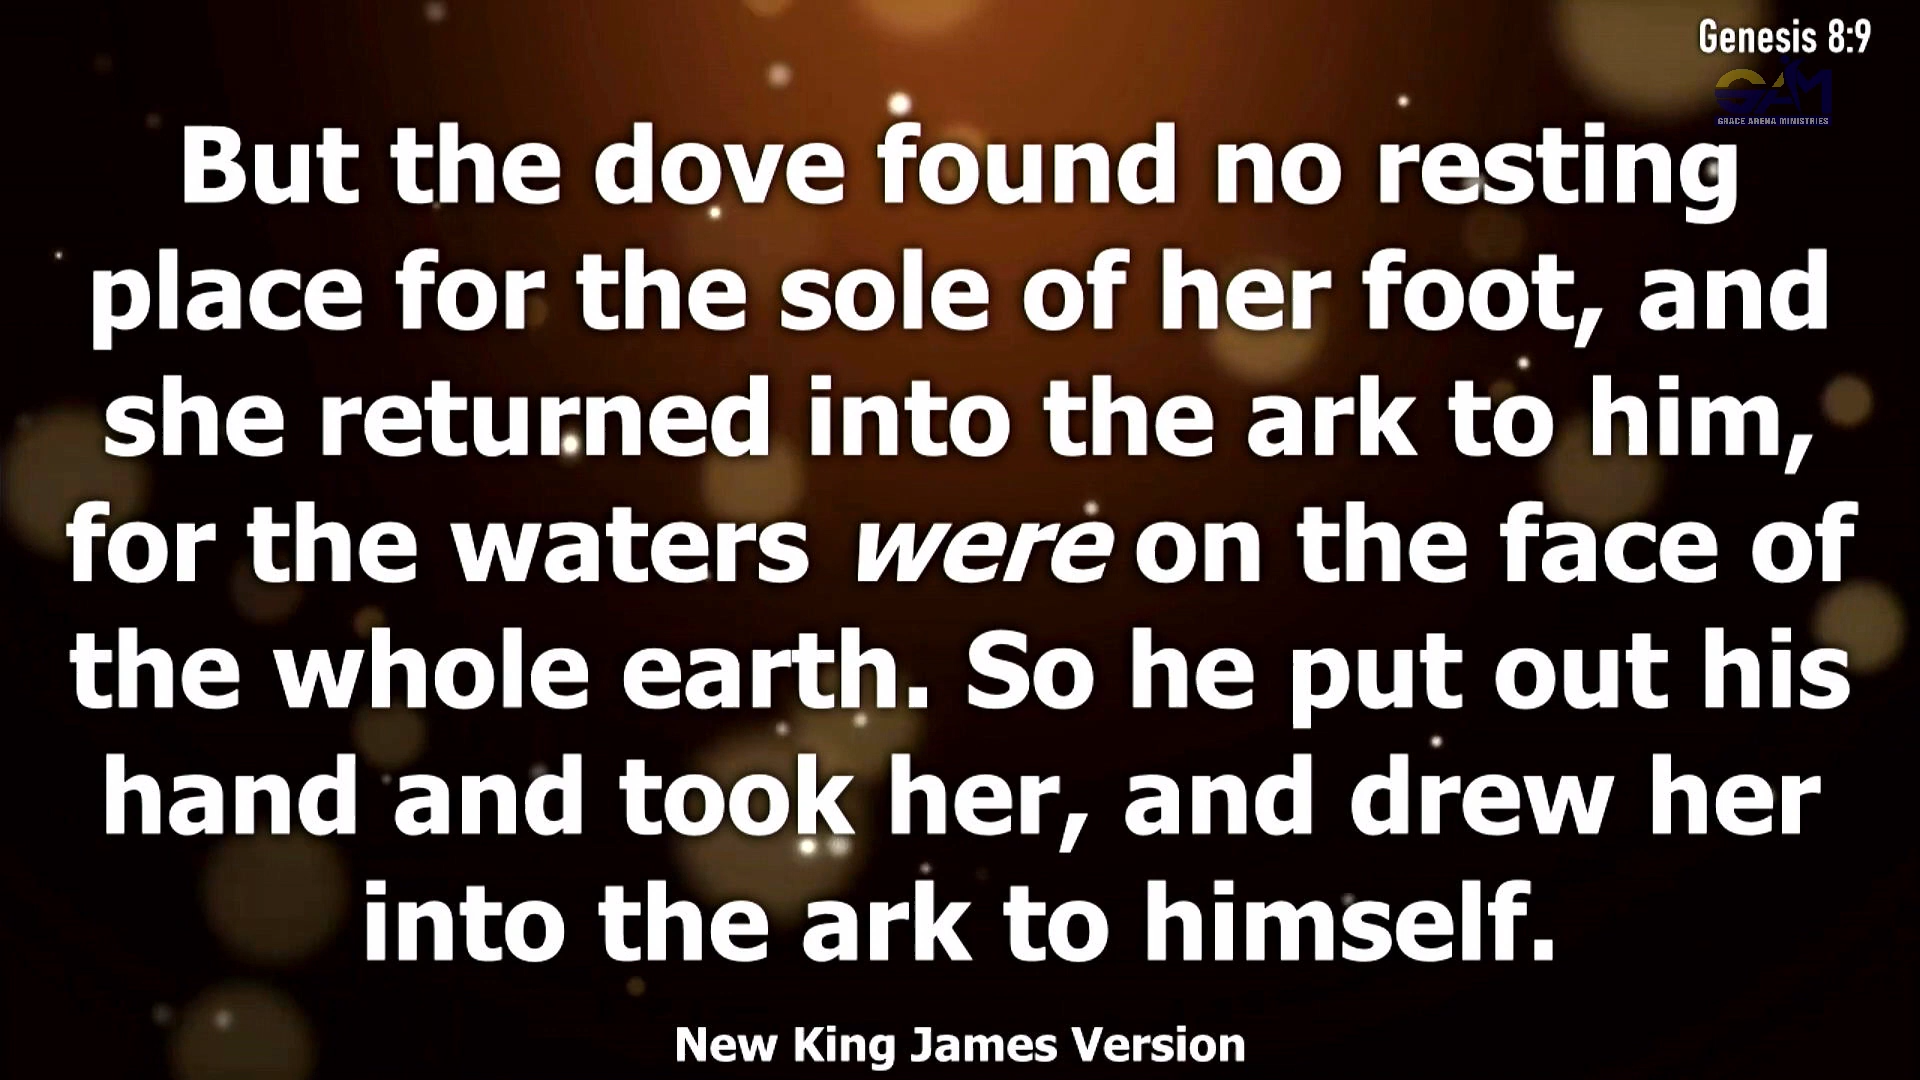 Genesis 8:9
GAM
GRACE ARENA MINISTRIES
But the dove found no resting
place for the sole of her foot, and
she returned into the ark to him,
for the waters were on the face of
the whole earth. So he put out his
hand and took her, and drew her
into the ark to himself.
New King James Version